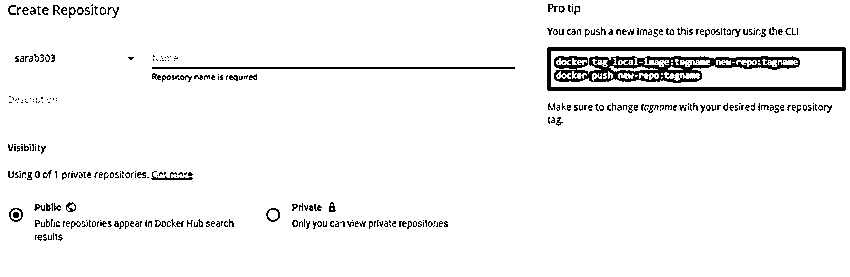 Create Repository
sarab303
Name
Repository name is required
Description
Visibility
Using 0 of 1 private repositories. Get more
Public
Public repositories appear in Docker Hub search
results
Private
Only you can view private repositories
Pro tip
You can push a new image to this repository using the CLI
docker tag local-image:tagname new-repo:tagname
docker push new-repo:tagname
Make sure to change tagname with your desired image repository
tag.